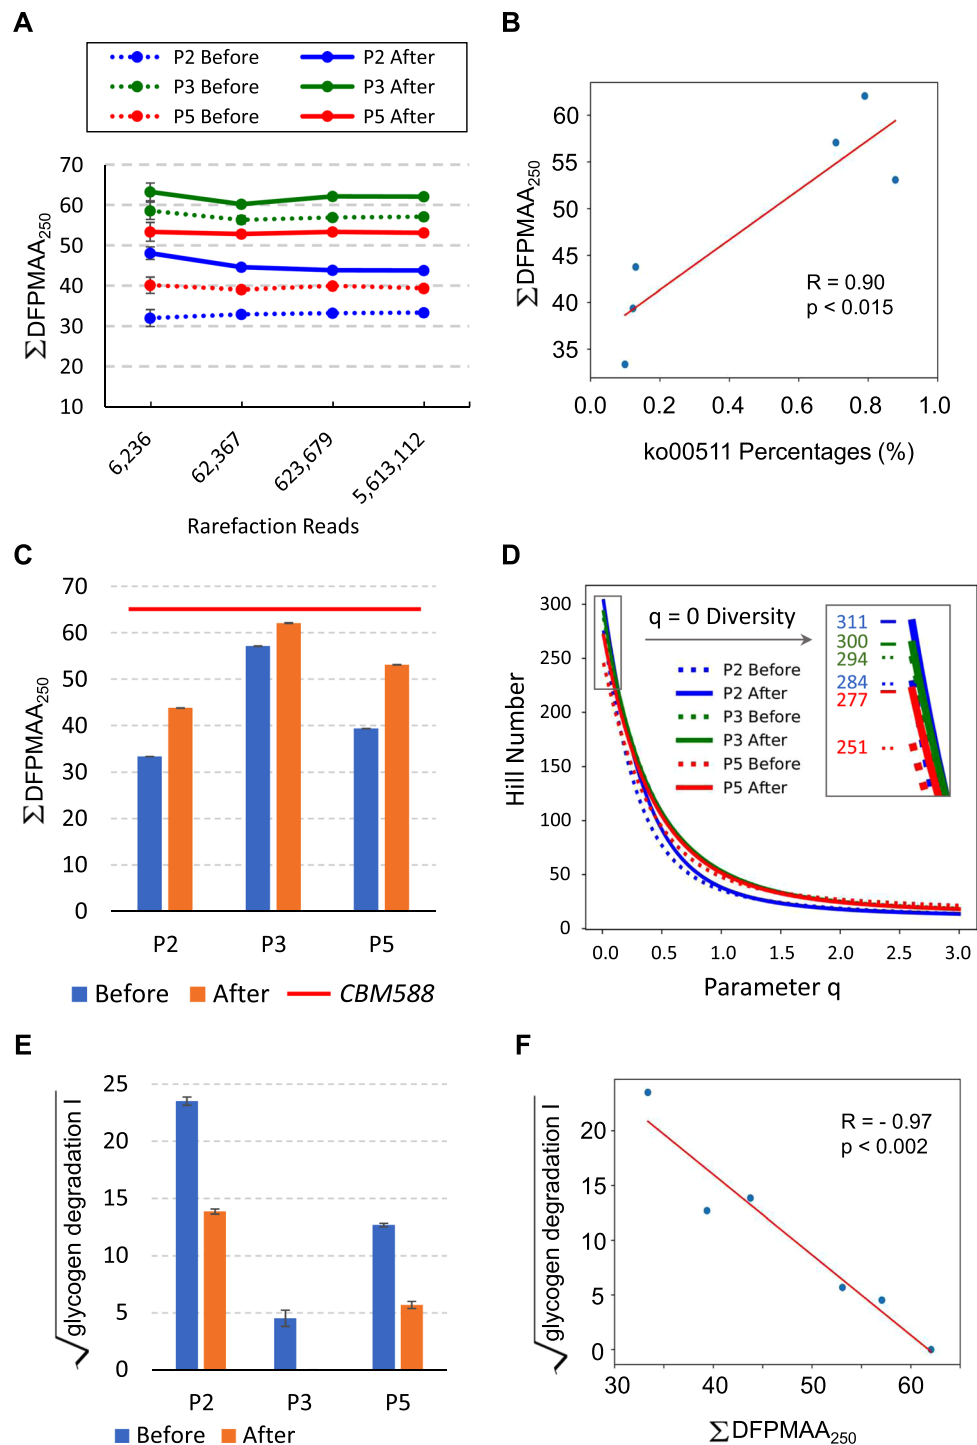 A
P2 Before
P2 After
P3 Before
P3 After
P5 Before
P5 After
∑DFPMAA250
70
60
50
40
30
20
10
6,236
62,367
623,679
5,613,112
Rarefaction Reads
B
∑DFPMAA250
60
55
50
45
40
35
R = 0.90
p < 0.015
0.0
0.2
0.4
0.6
0.8
1.0
ko00511 Percentages (%)
C
∑DFPMAA250
70
60
50
40
30
20
10
0
P2
P3
P5
Before
After
CBM588
D
Hill Number
300
250
200
150
100
50
0
q = 0 Diversity
P2 Before
P2 After
P3 Before
P3 After
P5 Before
P5 After
311
300
294
284
277
251
0.0
0.5
1.0
1.5
2.0
2.5
3.0
Parameter q
E
√glycogen degradation I
25
20
15
10
5
0
P2
P3
P5
Before
After
F
√glycogen degradation I
20
15
10
5
0
R = - 0.97
p < 0.002
30
40
50
60
∑DFPMAA250